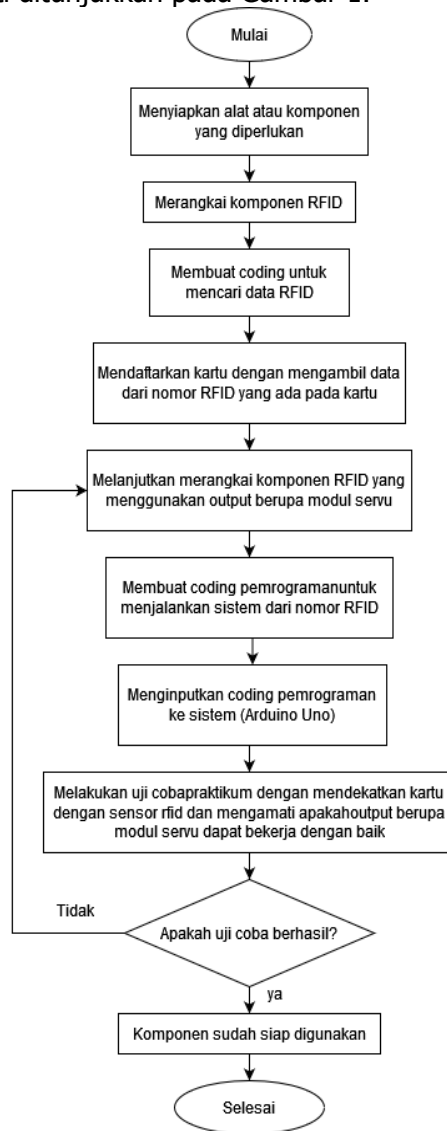 ditunjukkan pada Gambar 1.
Mulai
Menyiapkan alat atau komponen
yang diperlukan
Merangkai komponen RFID
Membuat coding untuk
mencari data RFID
Mendaftarkan kartu dengan mengambil data
dari nomor RFID yang ada pada kartu
Melanjutkan merangkai komponen RFID yang
menggunakan output berupa modul servu
Membuat coding pemrogramanuntuk
menjalankan sistem dari nomor RFID
Menginputkan coding pemrograman
ke sistem (Arduino Uno)
Melakukan uji cobapraktikum dengan mendekatkan kartu
dengan sensor rfid dan mengamati apakahoutput berupa
modul servu dapat bekerja dengan baik
Tidak
Apakah uji coba berhasil?
ya
Komponen sudah siap digunakan
Selesai